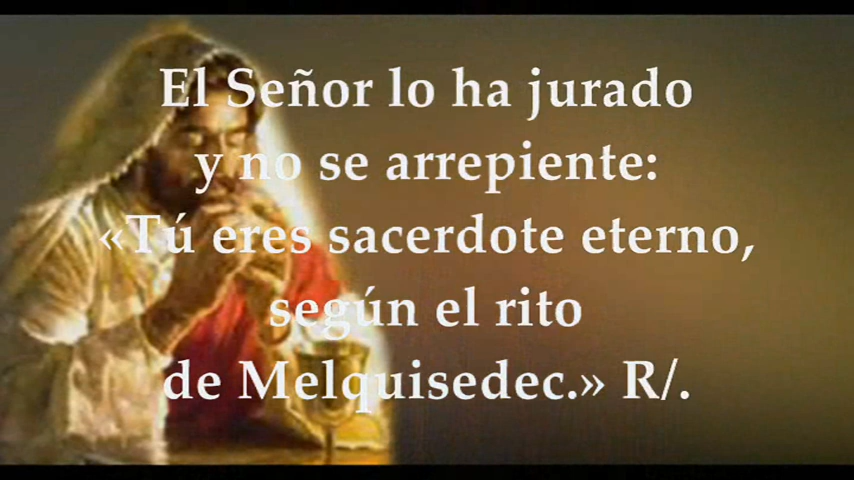 El Señor lo ha jurado
y no se arrepiente:
«Tú eres sacerdote eterno,
según el rito
de Melquisedec.» R/.